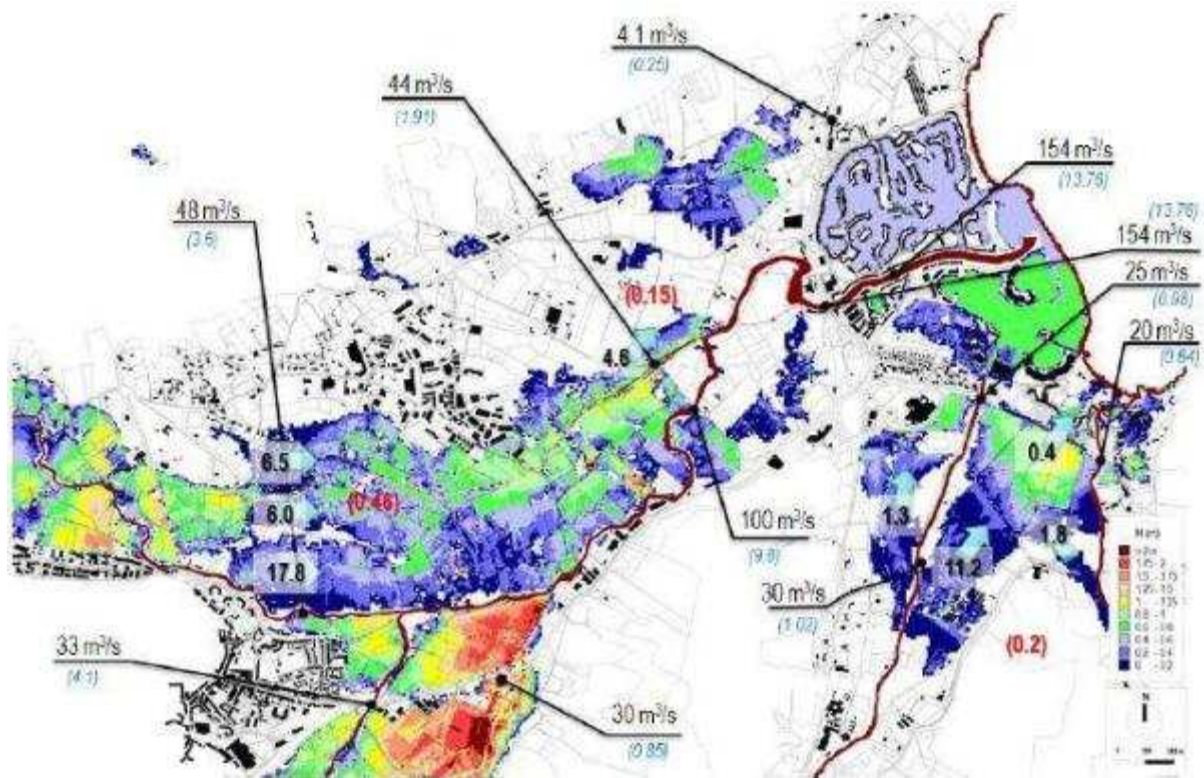 4.1 m³/s
(0.25)
44 m³/s
(1.91)
154 m³/s
(13.76)
48 m³/s
(3.6)
(13.76)
154 m³/s
25 m³/s
(0.98)
(0.15)
20 m³/s
(0.64)
4.6
6.5
0.4
(0.46)
6.0
1.3
100 m³/s
(9.8)
1.8
17.8
11.2
30 m³/s
(1.02)
(0.2)
33 m³/s
(4.1)
30 m³/s
(0.85)
N